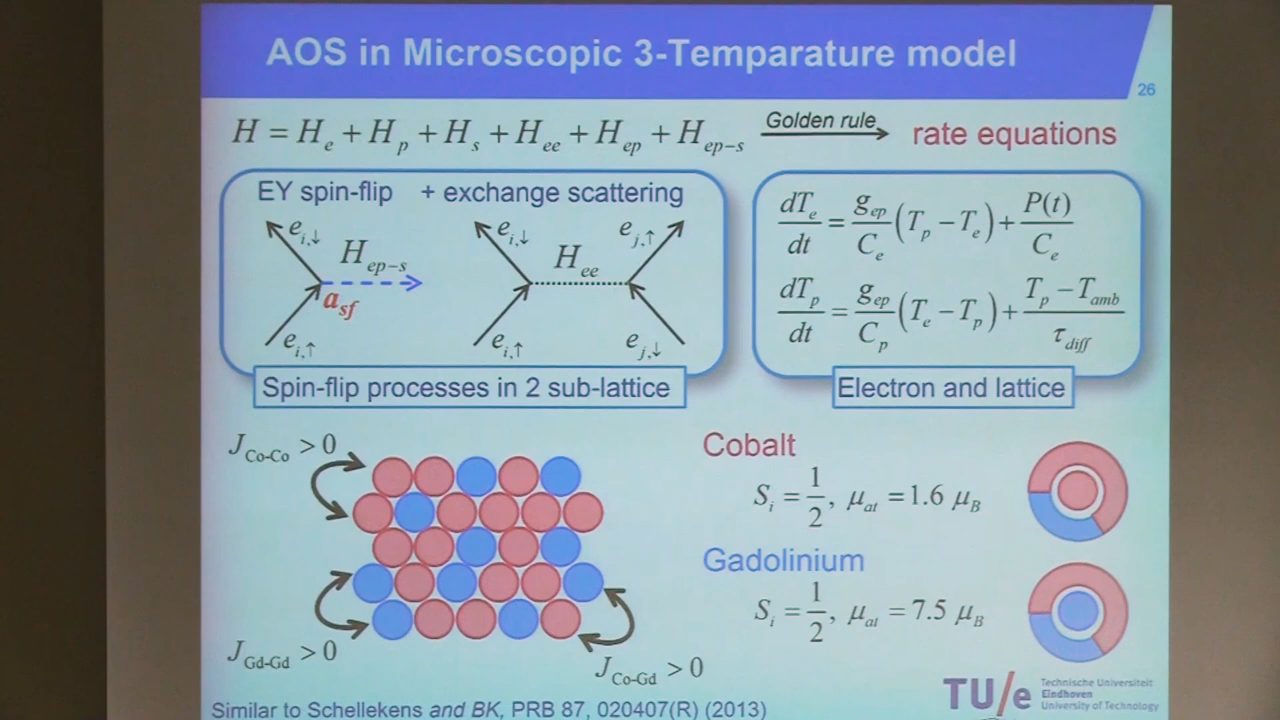 AOS in Microscopic 3-Temparature model
26
H = H_e + H_p + H_s + H_ee + H_ep + H_ep-s Golden rule rate equations
EY spin-flip + exchange scattering
e_i,↓ H_ep-s a_sf e_i,↑
e_i,↓ e_j,↑ H_ee e_i,↑ e_j,↓
Spin-flip processes in 2 sub-lattice
dT_e/dt = g_ep/C_e (T_p − T_e) + P(t)/C_e
dT_p/dt = g_ep/C_p (T_e − T_p) + T_p − T_amb/τ_diff
Electron and lattice
J_Co-Co > 0
J_Gd-Gd > 0
J_Co-Gd > 0
Cobalt
S_i = 1/2, μ_at = 1.6 μ_B
Gadolinium
S_i = 1/2, μ_at = 7.5 μ_B
Similar to Schellekens and BK, PRB 87, 020407(R) (2013)
TU/e
Technische Universiteit
Eindhoven
University of Technology